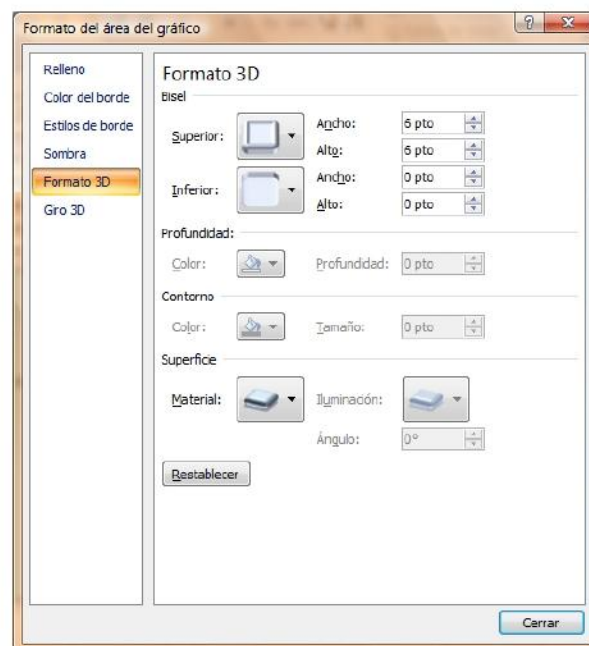 Formato del área del gráfico
Relleno
Color del borde
Estilos de borde
Sombra
Formato 3D
Giro 3D
Formato 3D
Bisel
Superior:
Ancho: 6 pto
Alto: 6 pto
Inferior:
Ancho: 0 pto
Alto: 0 pto
Profundidad:
Color:
Profundidad: 0 pto
Contorno
Color:
Tamaño: 0 pto
Superficie
Material:
Iluminación:
Ángulo: 0°
Restablecer
Cerrar